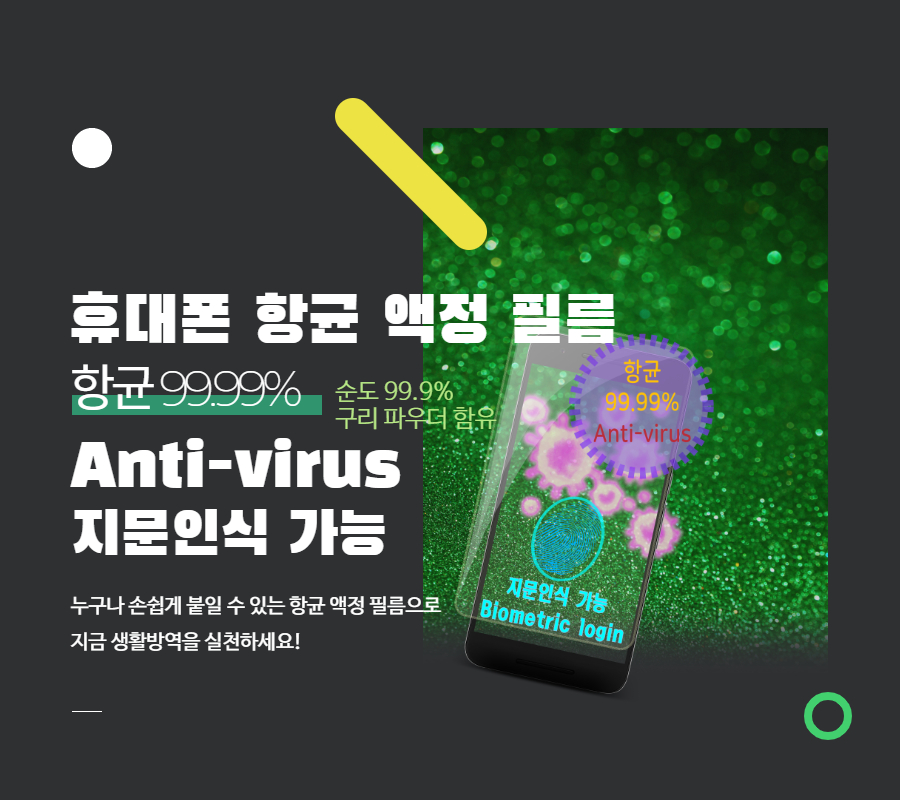 휴대폰 항균 액정 필름
항균 99.99%
순도 99.9%
구리 파우더 함유
Anti-virus
지문인식 가능
누구나 손쉽게 붙일 수 있는 항균 액정 필름으로
지금 생활방역을 실천하세요!
항균
99.99%
Anti-virus
지문인식 가능
Biometric login